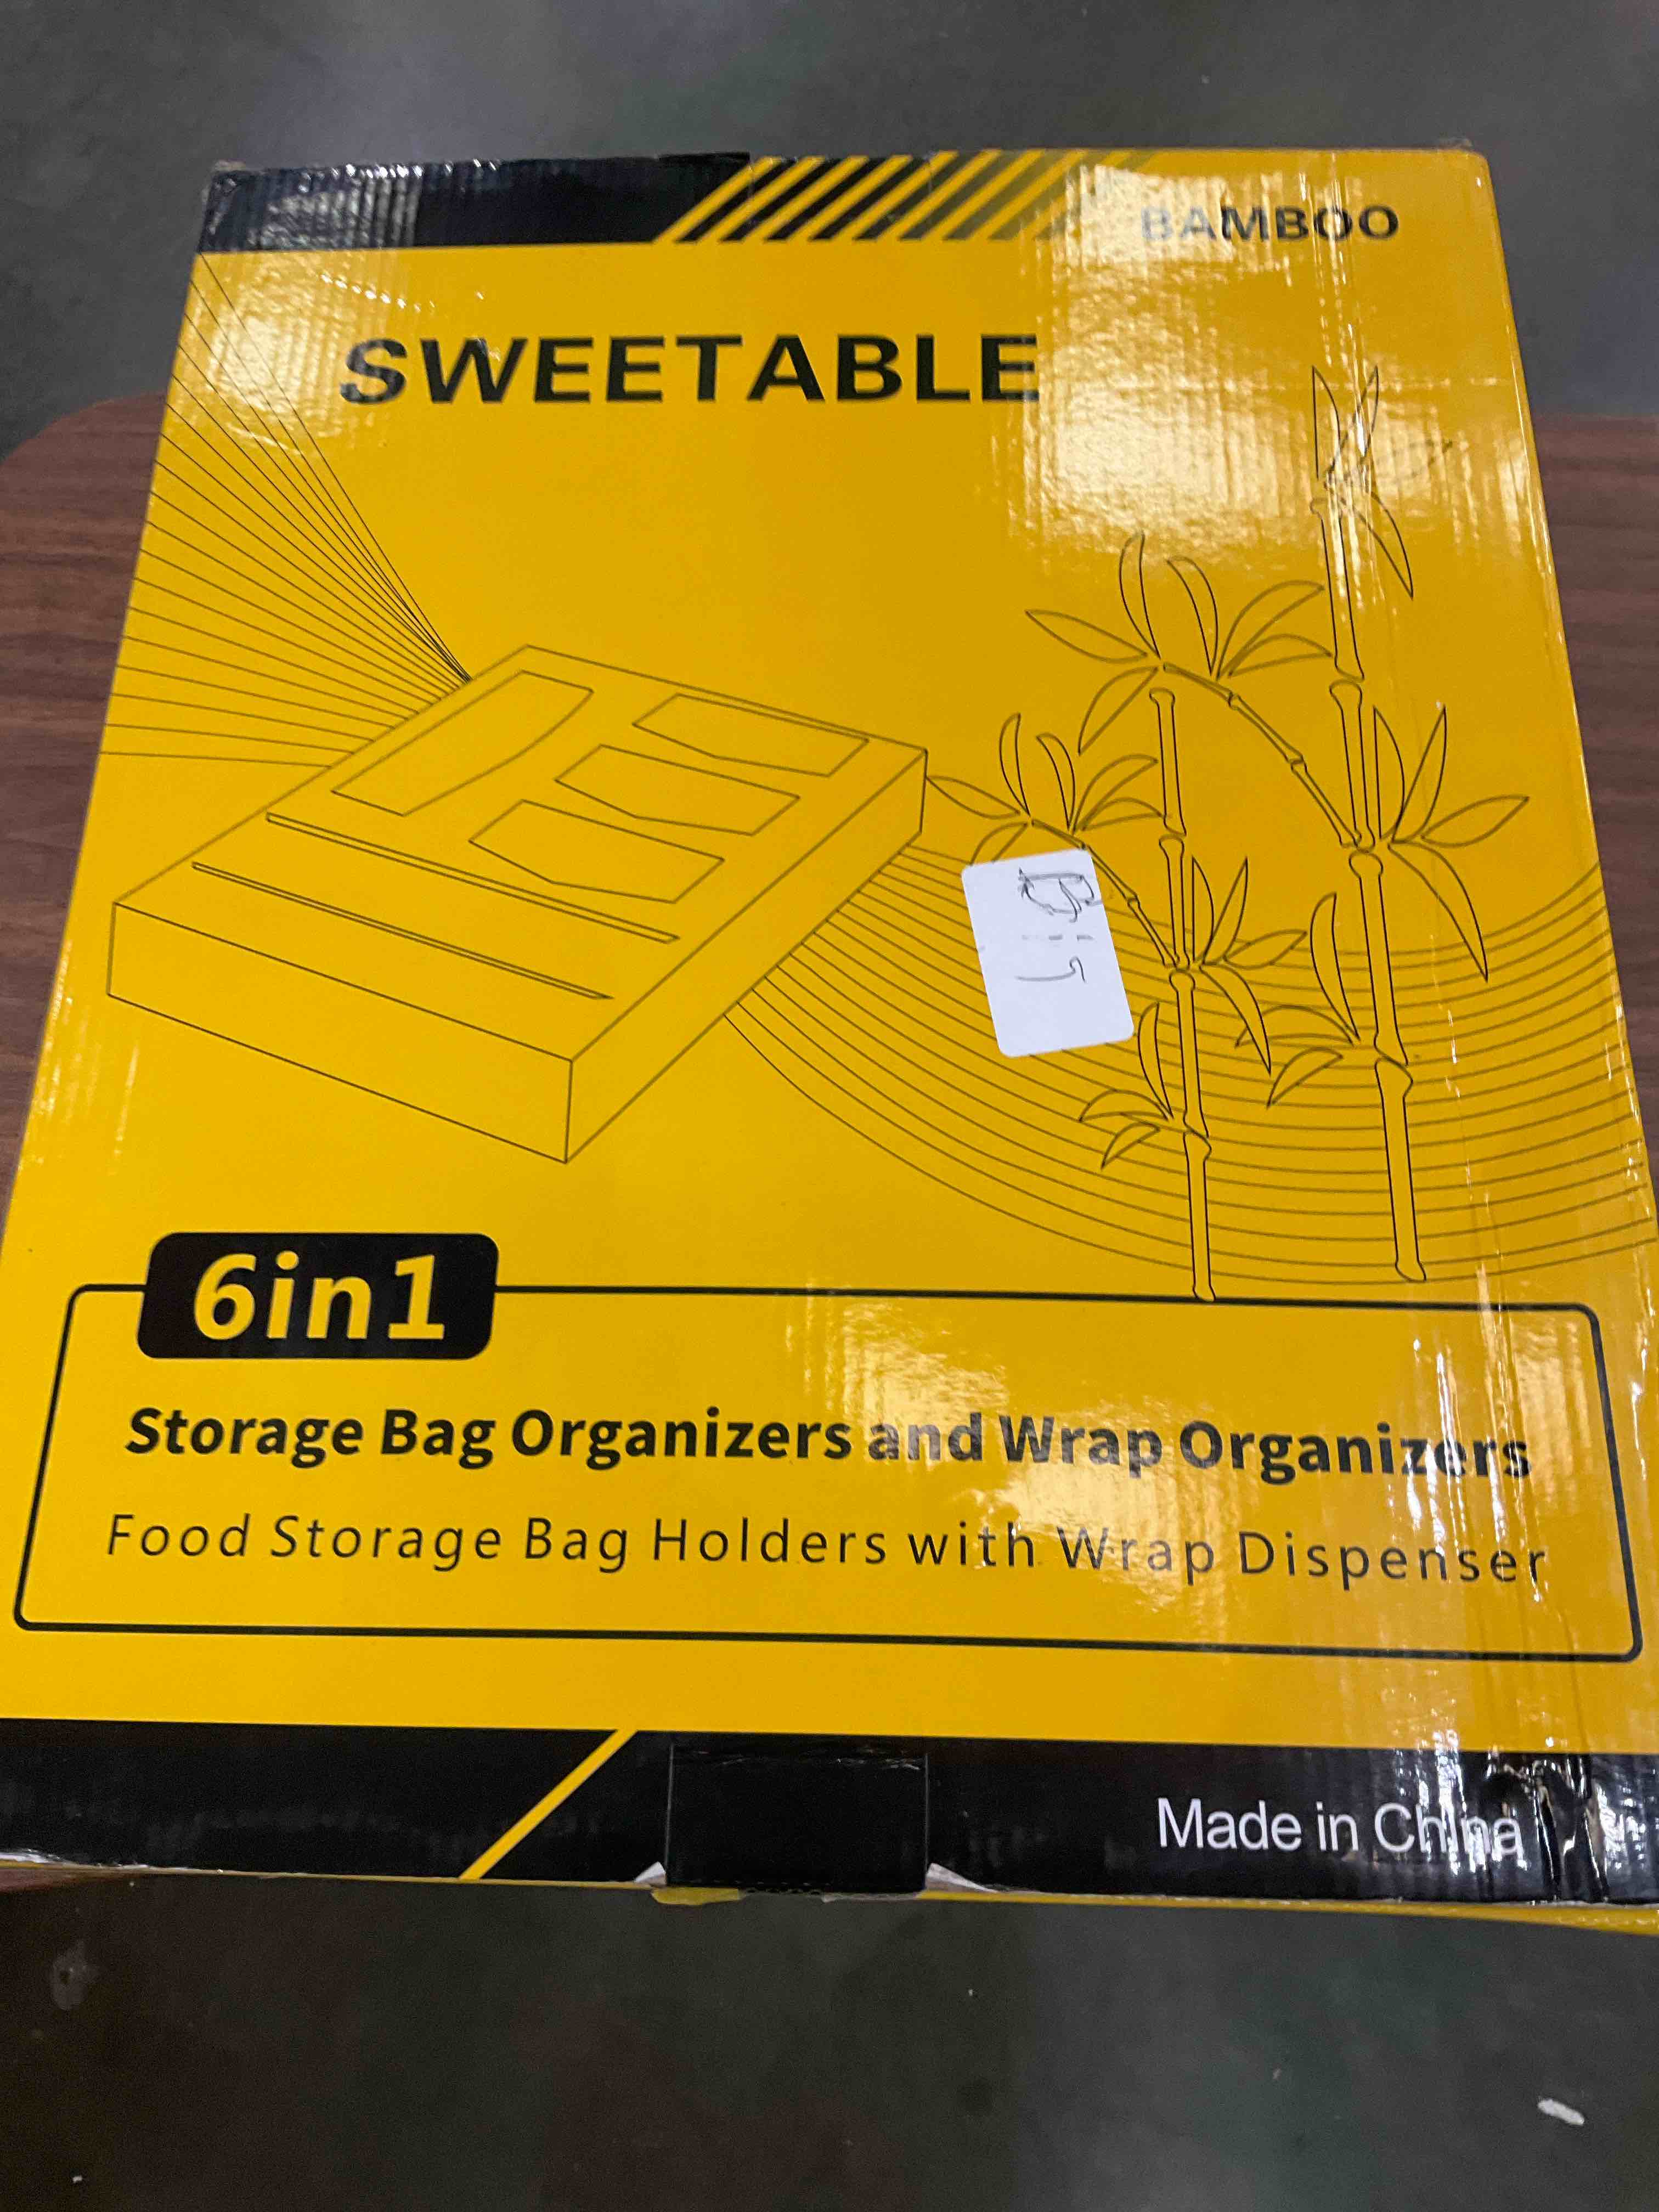 BAMBOO
SWEETABLE
6in1
Storage Bag Organizers and Wrap Organizers
Food Storage Bag Holders with Wrap Dispenser
Made in China